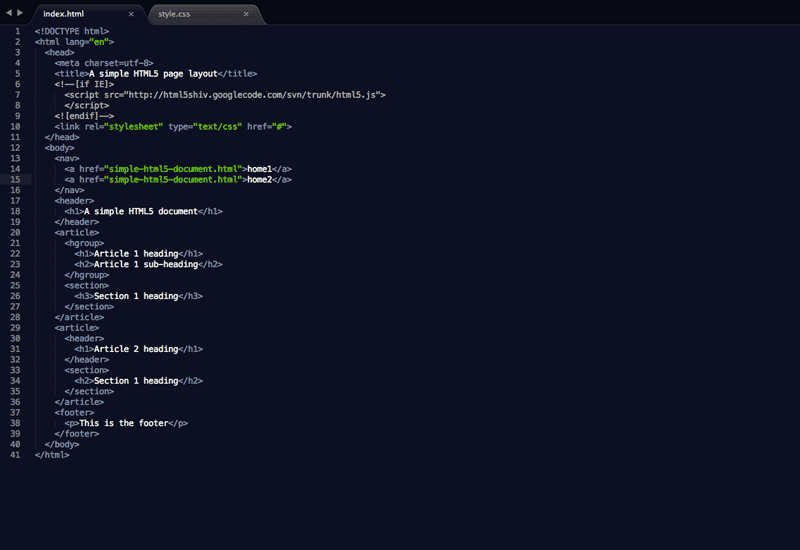 index.html
style.css
1 <!DOCTYPE html>
2 <html lang="en">
3 <head>
4 <meta charset=utf-8>
5 <title>A simple HTML5 page layout</title>
6 <!--[if IE]>
7 <script src="http://html5shiv.googlecode.com/svn/trunk/html5.js">
8 </script>
9 <![endif]-->
10 <link rel="stylesheet" type="text/css" href="#">
11 </head>
12 <body>
13 <nav>
14 <a href="simple-html5-document.html">home1</a>
15 <a href="simple-html5-document.html">home2</a>
16 </nav>
17 <header>
18 <h1>A simple HTML5 document</h1>
19 </header>
20 <article>
21 <hgroup>
22 <h1>Article 1 heading</h1>
23 <h2>Article 1 sub-heading</h2>
24 </hgroup>
25 <section>
26 <h3>Section 1 heading</h3>
27 </section>
28 </article>
29 <article>
30 <header>
31 <h1>Article 2 heading</h1>
32 </header>
33 <section>
34 <h2>Section 1 heading</h2>
35 </section>
36 </article>
37 <footer>
38 <p>This is the footer</p>
39 </footer>
40 </body>
41 </html>